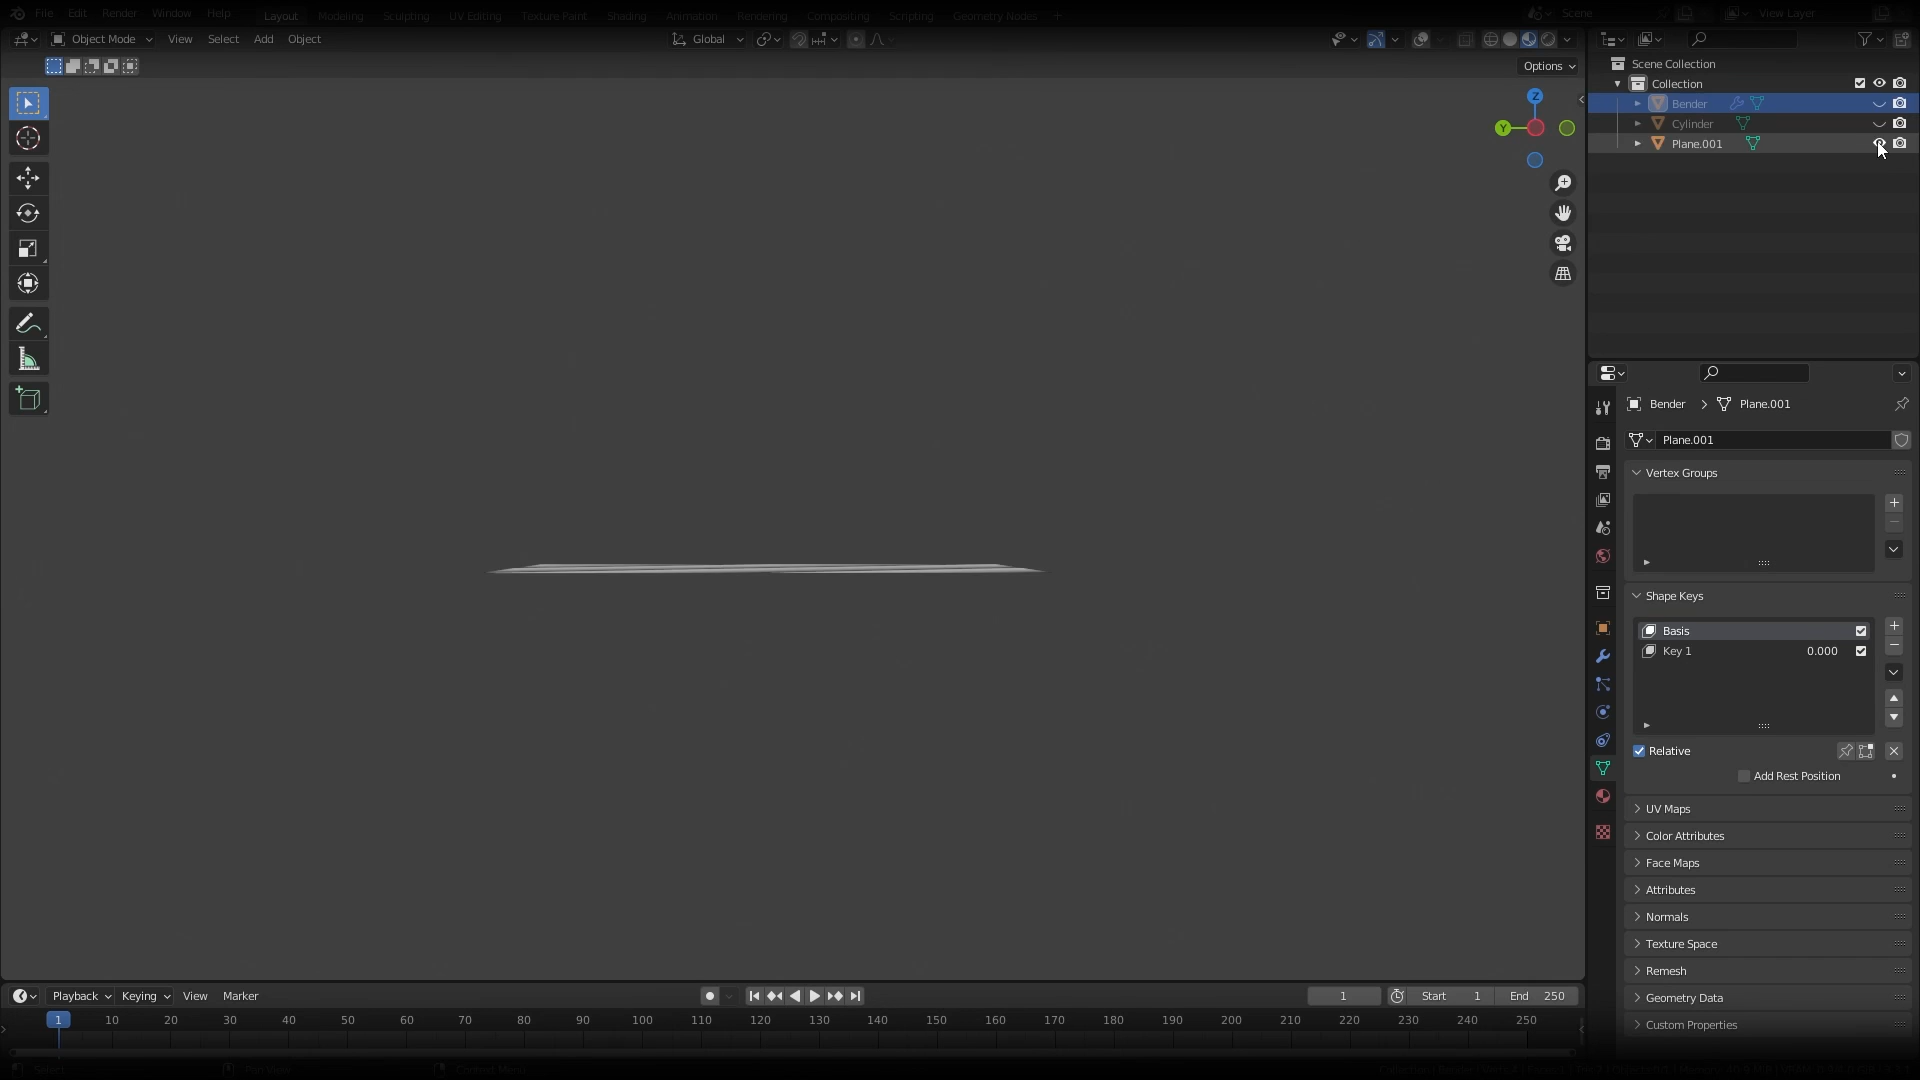 File Edit Render Window Help Layout Modeling Sculpting UV Editing Texture Paint Shading Animation Rendering Compositing Scripting Geometry Nodes + Scene View Layer
Object Mode View Select Add Object Global
Options
Scene Collection
Collection
Bender
Cylinder
Plane.001
Z
Y
Bender > Plane.001
Plane.001
Vertex Groups
Shape Keys
Basis
Key 1 0.000
Relative
Add Rest Position
UV Maps
Color Attributes
Face Maps
Attributes
Normals
Texture Space
Remesh
Geometry Data
Custom Properties
Playback Keying View Marker 1 Start 1 End 250
1 10 20 30 40 50 60 70 80 90 100 110 120 130 140 150 160 170 180 190 200 210 220 230 240 250
Select Pan View Context Menu